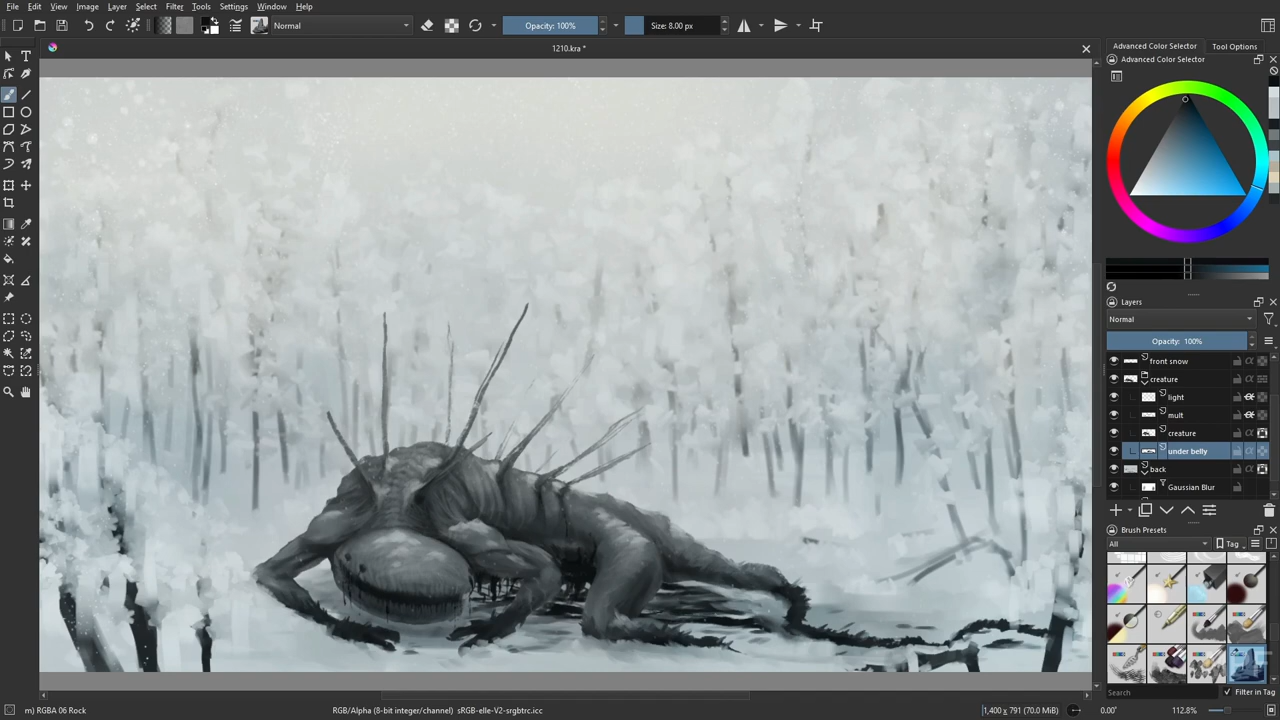 File Edit View Image Layer Select Filter Tools Settings Window Help
Normal Opacity: 100% Size: 8.00 px
1210.kra *
Advanced Color Selector Tool Options
Advanced Color Selector
Layers
Normal
Opacity: 100%
front snow
creature
light
mult
creature
under belly
back
Gaussian Blur
Brush Presets
All Tag
Search Filter in Tag
m) RGBA 06 Rock RGB/Alpha (8-bit integer/channel) sRGB-elle-V2-srgbtrc.icc 1,400 x 791 (70.0 MiB) 0.00° 112.8%